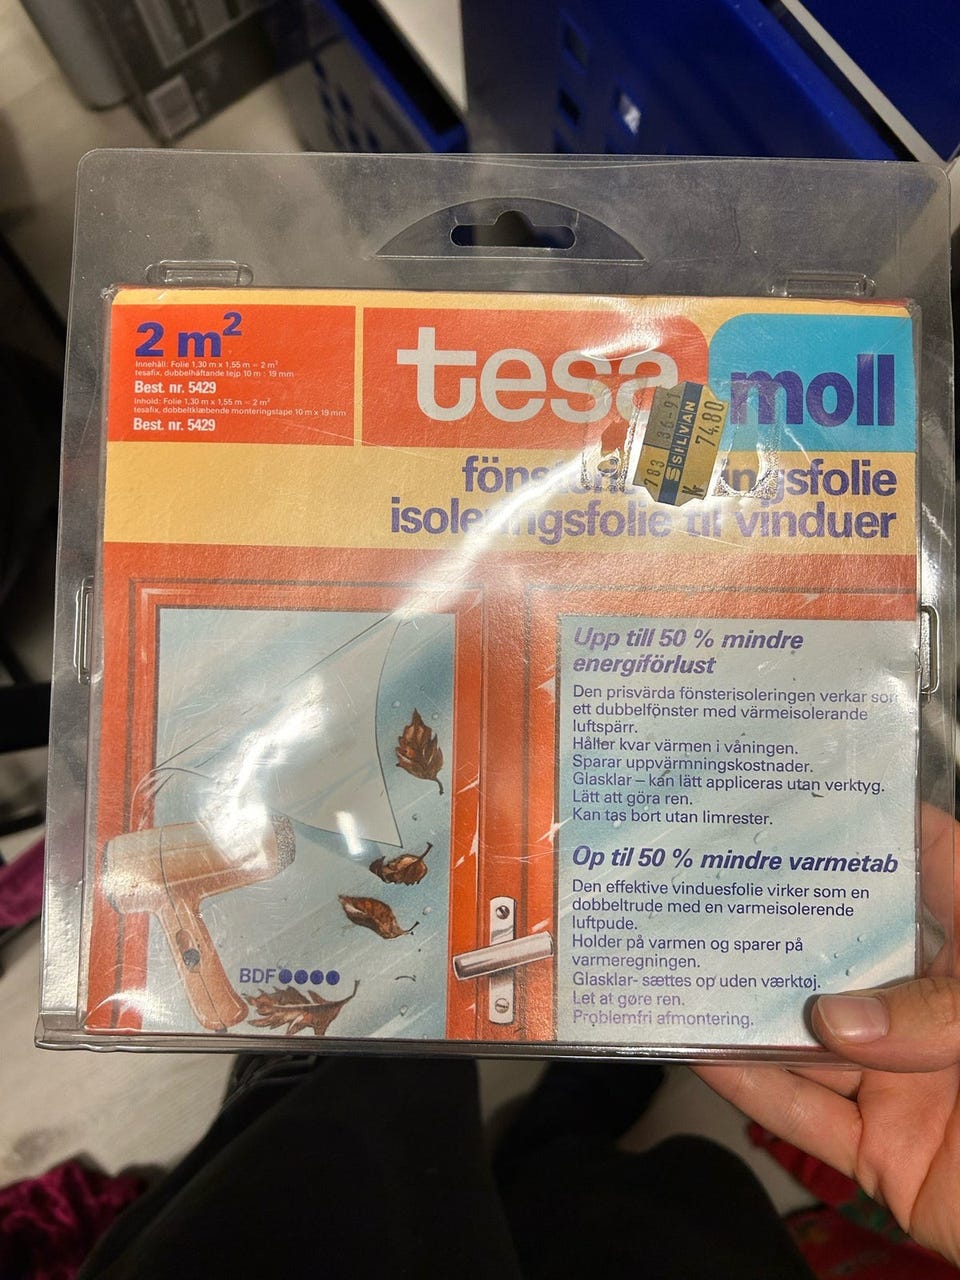 2 m²
Innehåll: Folie 1,30 m x 1,55 m = 2 m²
tesafix, dubbelhäftande tejp 10 m : 19 mm
Best. nr. 5429
Inhold: Folie 1,30 m x 1,55 m = 2 m²
tesafix, dobbeltklæbende monteringstape 10 m x 19 mm
Best. nr. 5429
tesa moll
783 36-91
SILVAN
Kr 74.80
isoleringsfolie til vinduer
Upp till 50 % mindre
energiförlust
Den prisvärda fönsterisoleringen verkar som
ett dubbelfönster med värmeisolerande
luftspärr.
Håller kvar värmen i våningen.
Sparar uppvärmningskostnader.
Glasklar – kan lätt appliceras utan verktyg.
Lätt att göra ren.
Kan tas bort utan limrester.
Op til 50 % mindre varmetab
Den effektive vinduesfolie virker som en
dobbeltrude med en varmeisolerende
luftpude.
Holder på varmen og sparer på
varmeregningen.
Glasklar- sættes op uden værktøj.
Let at gøre ren.
Problemfri afmontering.
BDF